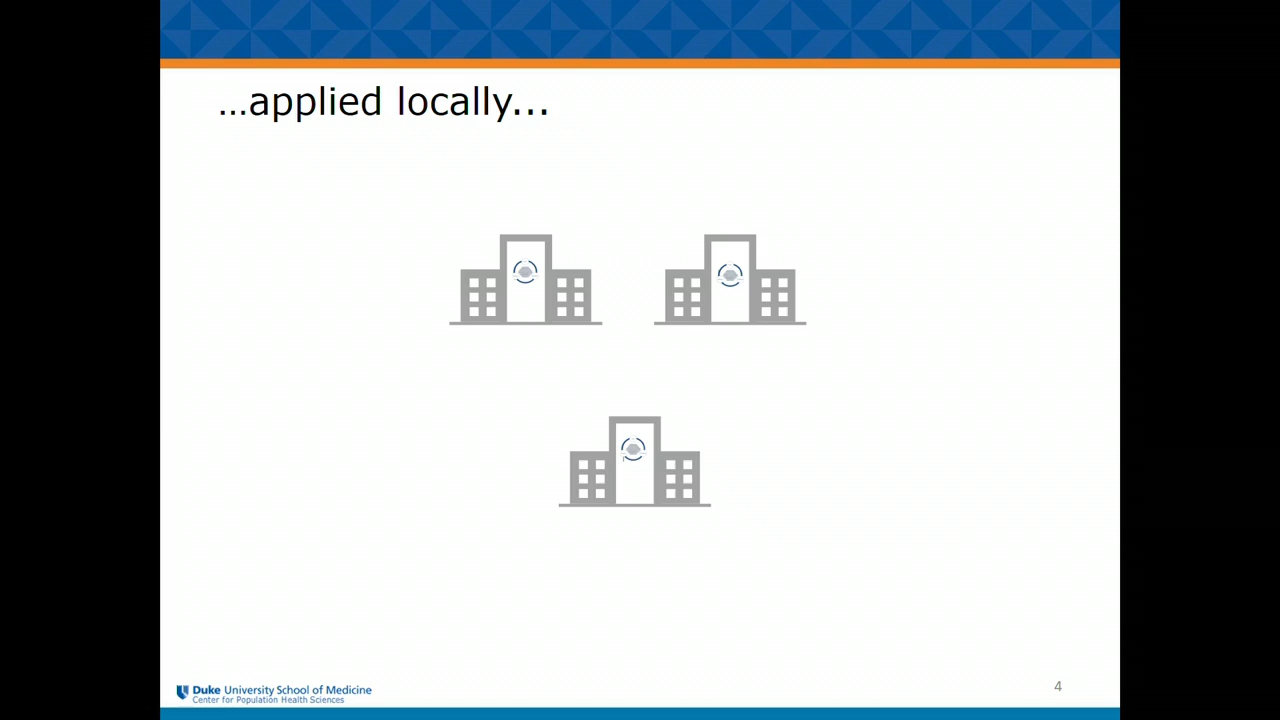 …applied locally...
Duke University School of Medicine
Center for Population Health Sciences
4